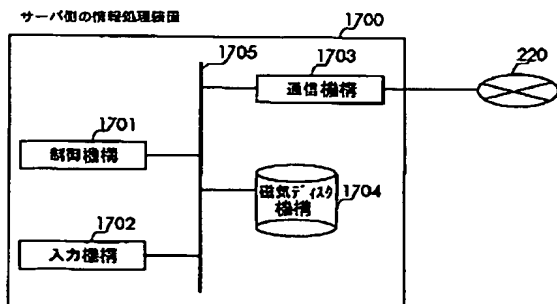 サーバ側の情報処理装置
1700
1705
1703
通信機構
220
1701
制御機構
磁気ディスク
機構
1704
1702
入力機構